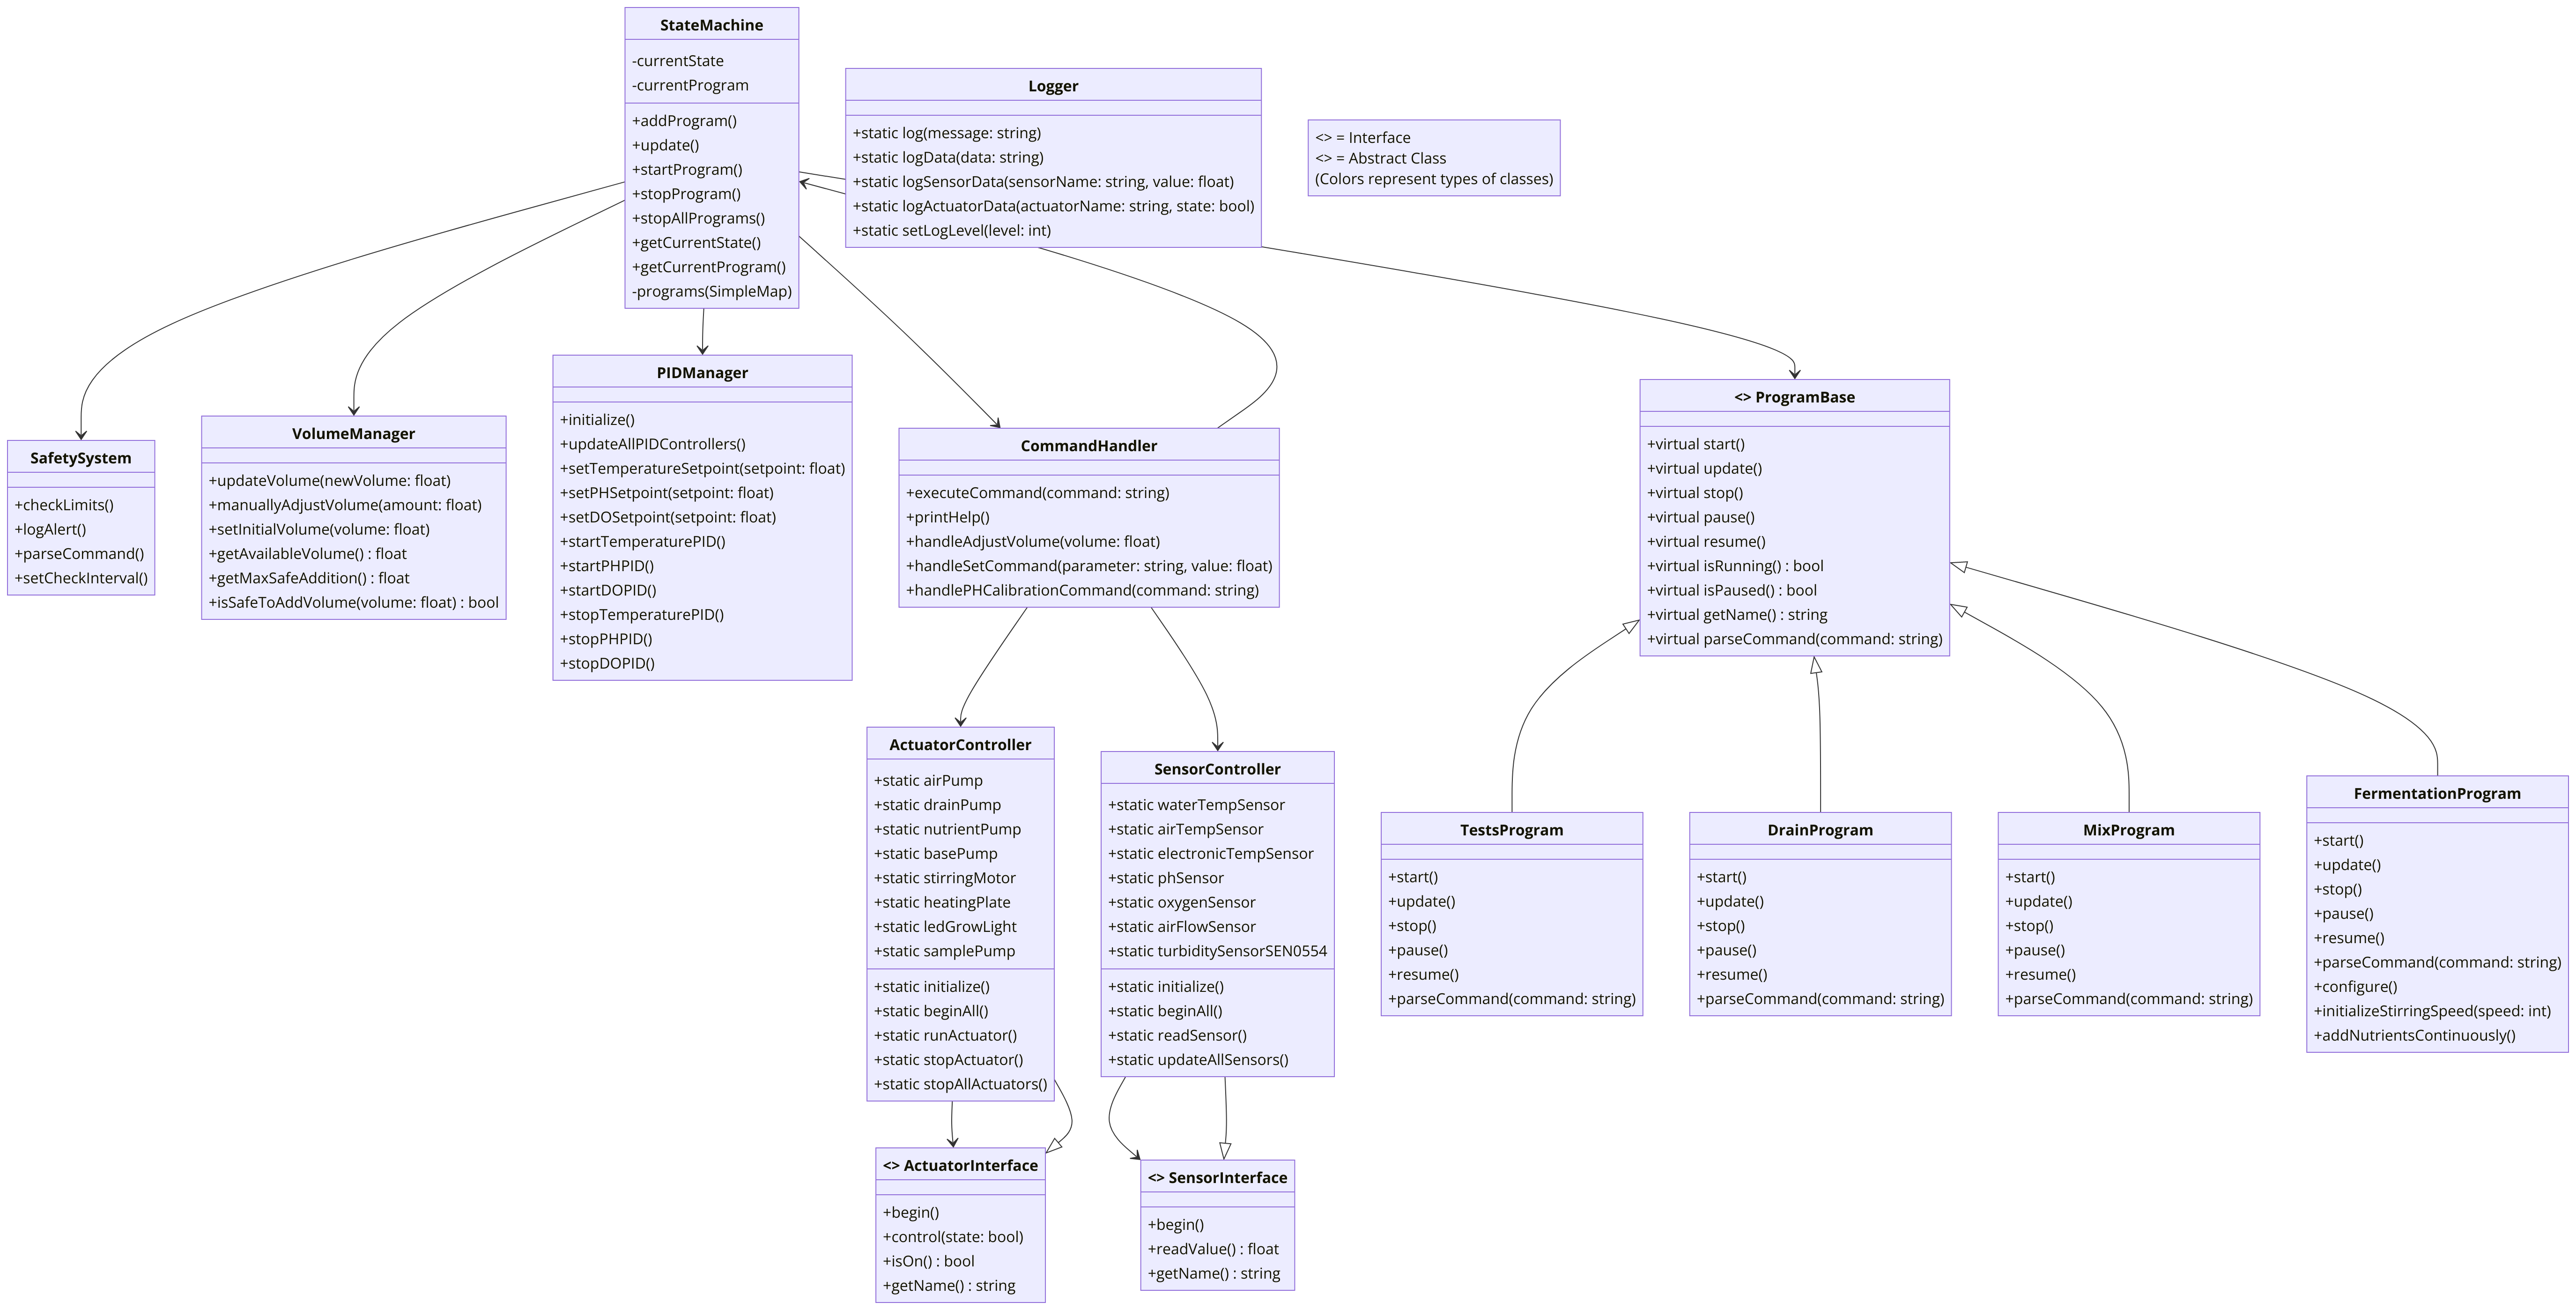 StateMachine
-currentState
-currentProgram
+addProgram()
+update()
+startProgram()
+stopProgram()
+stopAllPrograms()
+getCurrentState()
+getCurrentProgram()
-programs(SimpleMap)
Logger
+static log(message: string)
+static logData(data: string)
+static logSensorData(sensorName: string, value: float)
+static logActuatorData(actuatorName: string, state: bool)
+static setLogLevel(level: int)
<> = Interface
<> = Abstract Class
(Colors represent types of classes)
SafetySystem
+checkLimits()
+logAlert()
+parseCommand()
+setCheckInterval()
VolumeManager
+updateVolume(newVolume: float)
+manuallyAdjustVolume(amount: float)
+setInitialVolume(volume: float)
+getAvailableVolume() : float
+getMaxSafeAddition() : float
+isSafeToAddVolume(volume: float) : bool
PIDManager
+initialize()
+updateAllPIDControllers()
+setTemperatureSetpoint(setpoint: float)
+setPHSetpoint(setpoint: float)
+setDOSetpoint(setpoint: float)
+startTemperaturePID()
+startPHPID()
+startDOPID()
+stopTemperaturePID()
+stopPHPID()
+stopDOPID()
CommandHandler
+executeCommand(command: string)
+printHelp()
+handleAdjustVolume(volume: float)
+handleSetCommand(parameter: string, value: float)
+handlePHCalibrationCommand(command: string)
<> ProgramBase
+virtual start()
+virtual update()
+virtual stop()
+virtual pause()
+virtual resume()
+virtual isRunning() : bool
+virtual isPaused() : bool
+virtual getName() : string
+virtual parseCommand(command: string)
ActuatorController
+static airPump
+static drainPump
+static nutrientPump
+static basePump
+static stirringMotor
+static heatingPlate
+static ledGrowLight
+static samplePump
+static initialize()
+static beginAll()
+static runActuator()
+static stopActuator()
+static stopAllActuators()
SensorController
+static waterTempSensor
+static airTempSensor
+static electronicTempSensor
+static phSensor
+static oxygenSensor
+static airFlowSensor
+static turbiditySensorSEN0554
+static initialize()
+static beginAll()
+static readSensor()
+static updateAllSensors()
TestsProgram
+start()
+update()
+stop()
+pause()
+resume()
+parseCommand(command: string)
DrainProgram
+start()
+update()
+stop()
+pause()
+resume()
+parseCommand(command: string)
MixProgram
+start()
+update()
+stop()
+pause()
+resume()
+parseCommand(command: string)
FermentationProgram
+start()
+update()
+stop()
+pause()
+resume()
+parseCommand(command: string)
+configure()
+initializeStirringSpeed(speed: int)
+addNutrientsContinuously()
<> ActuatorInterface
+begin()
+control(state: bool)
+isOn() : bool
+getName() : string
<> SensorInterface
+begin()
+readValue() : float
+getName() : string